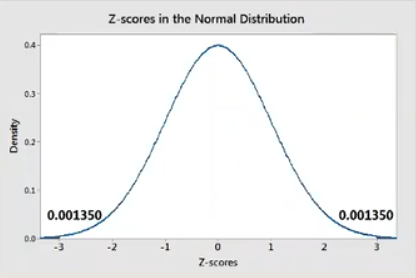 Z-scores in the Normal Distribution
0.4
0.3
0.2
0.1
0.0
Density
0.001350
0.001350
-3 -2 -1 0 1 2 3
Z-scores